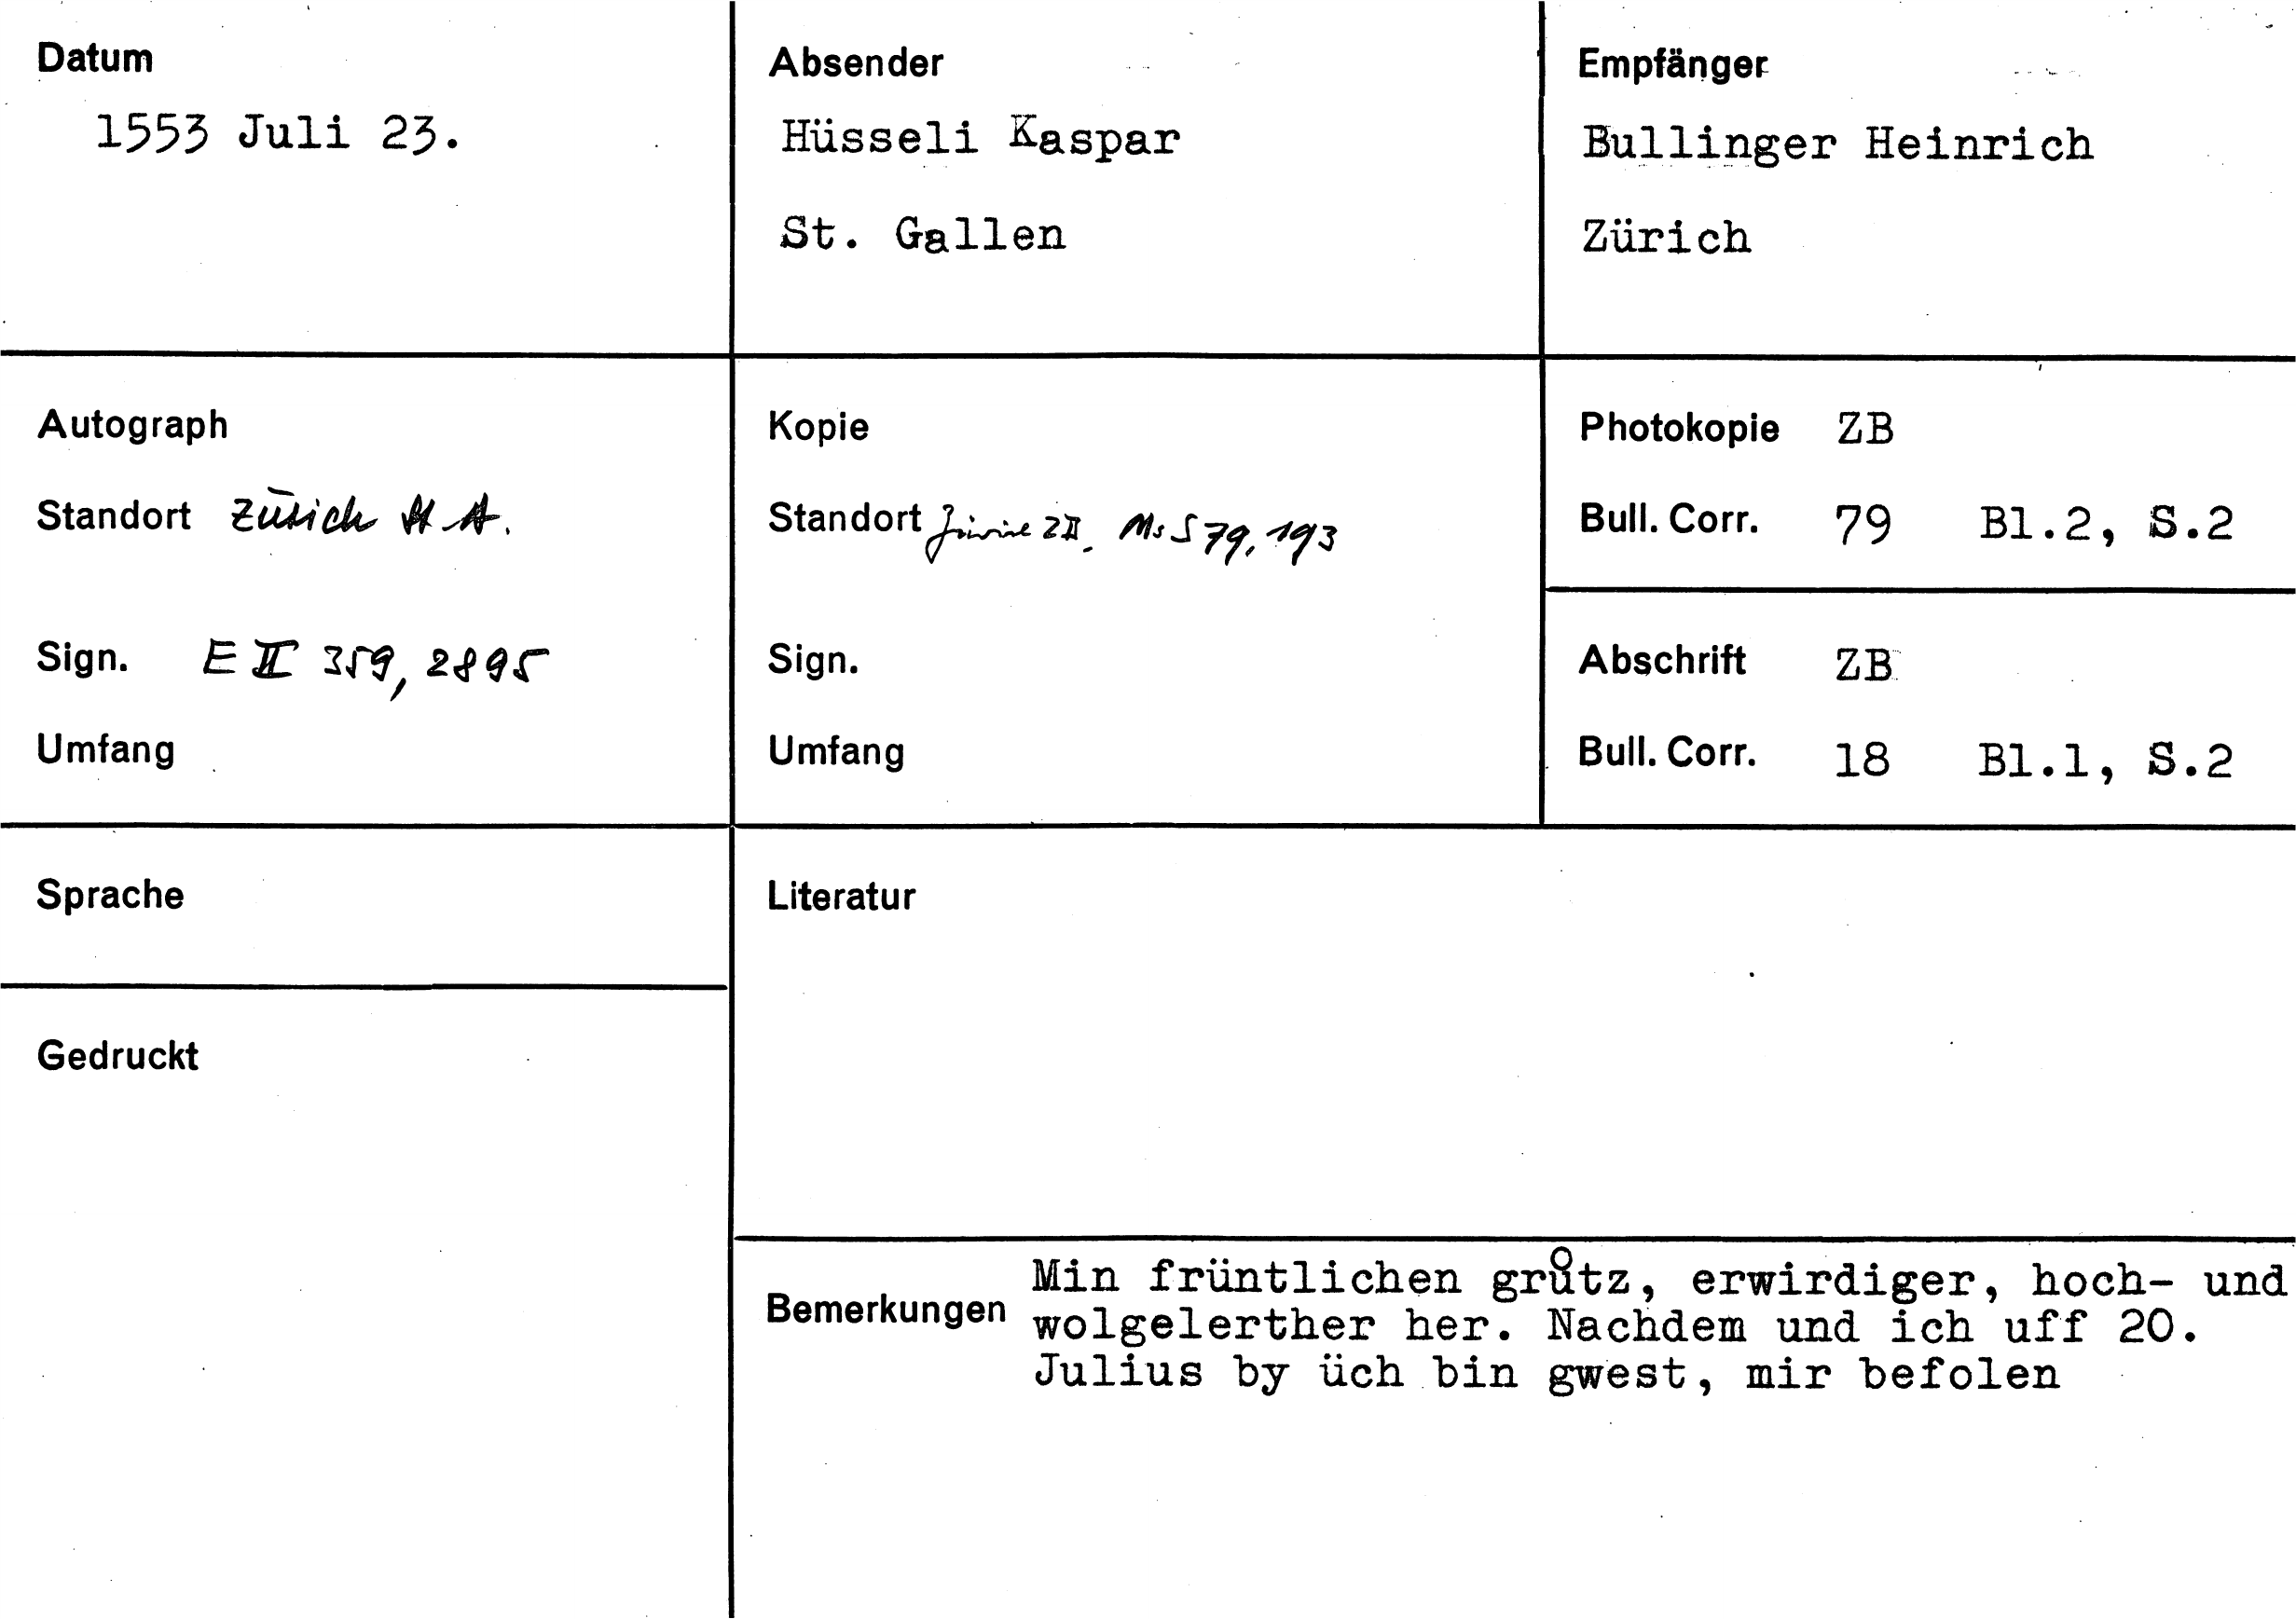 Datum
1553 Juli 23.
Absender
Hüsseli Kaspar
St. Gallen
Empfänger
Bullinger Heinrich
Zürich
Autograph
Standort Zürich St A.
Sign. E II 359, 2895
Umfang
Kopie
Standort Zürich ZB. Ms S 79, 193
Sign.
Umfang
Photokopie ZB
Bull. Corr. 79 Bl.2, S.2
Abschrift ZB
Bull. Corr. 18 Bl.1, S.2
Sprache
Gedruckt
Literatur
Bemerkungen
Min früntlichen grůtz, erwirdiger, hoch- und
wolgelerther her. Nachdem und ich uff 20.
Julius by üch bin gwest, mir befolen